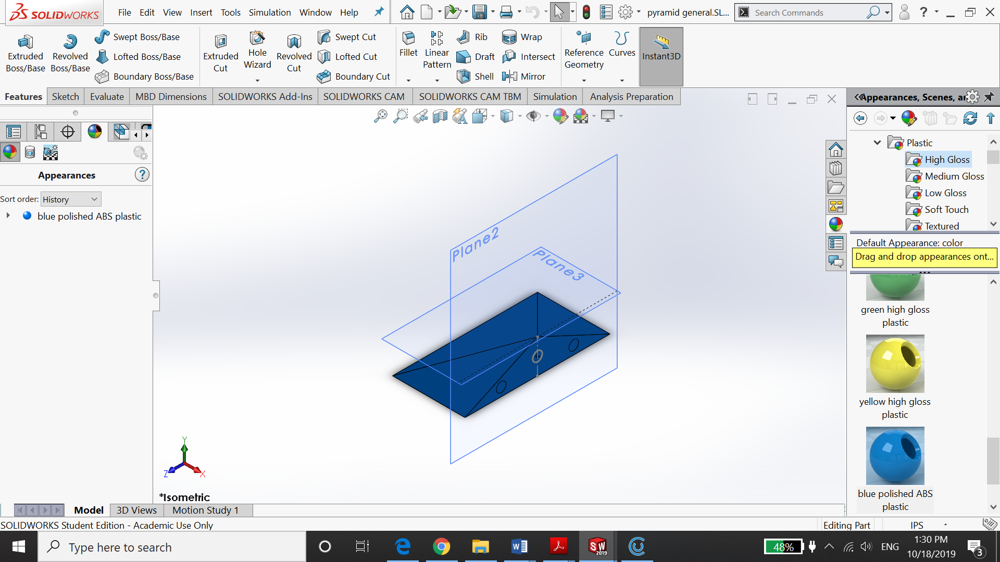 SOLIDWORKS File Edit View Insert Tools Simulation Window Help pyramid general.SL... Search Commands ?
Extruded Boss/Base
Revolved Boss/Base
Swept Boss/Base
Lofted Boss/Base
Boundary Boss/Base
Extruded Cut
Hole Wizard
Revolved Cut
Swept Cut
Lofted Cut
Boundary Cut
Fillet
Linear Pattern
Rib
Draft
Shell
Wrap
Intersect
Mirror
Reference Geometry
Curves
Instant3D
Features Sketch Evaluate MBD Dimensions SOLIDWORKS Add-Ins SOLIDWORKS CAM SOLIDWORKS CAM TBM Simulation Analysis Preparation
Appearances, Scenes, ar
Appearances ?
Sort order: History
blue polished ABS plastic
Plane2
Plane3
Y
Z
X
*Isometric
Plastic
High Gloss
Medium Gloss
Low Gloss
Soft Touch
Textured
Default Appearance: color
Drag and drop appearances ont...
green high gloss
plastic
yellow high gloss
plastic
blue polished ABS
plastic
Model 3D Views Motion Study 1
SOLIDWORKS Student Edition - Academic Use Only Editing Part IPS
Type here to search
SW
2019
48%
ENG
1:30 PM
10/18/2019
3